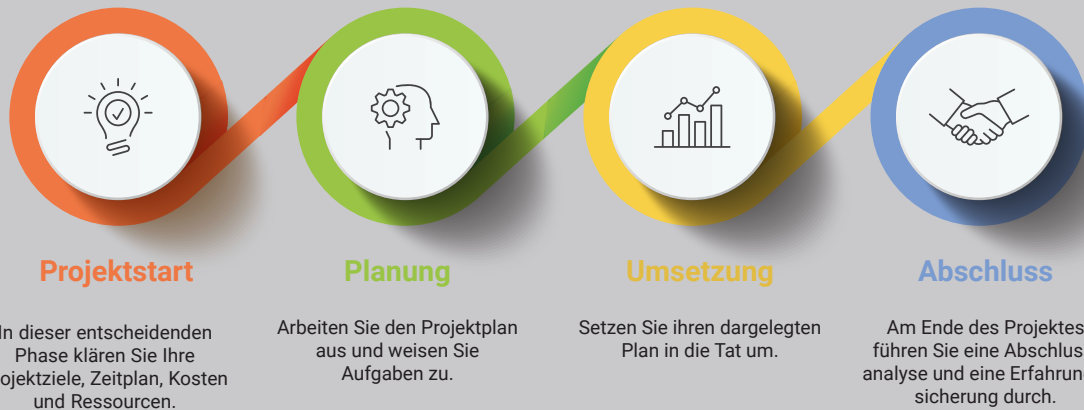 Projektstart
In dieser entscheidenden
Phase klären Sie Ihre
ojektziele, Zeitplan, Kosten
und Ressourcen.
Planung
Arbeiten Sie den Projektplan
aus und weisen Sie
Aufgaben zu.
Umsetzung
Setzen Sie ihren dargelegten
Plan in die Tat um.
Abschluss
Am Ende des Projektes
führen Sie eine Abschluss
analyse und eine Erfahrun
sicherung durch.